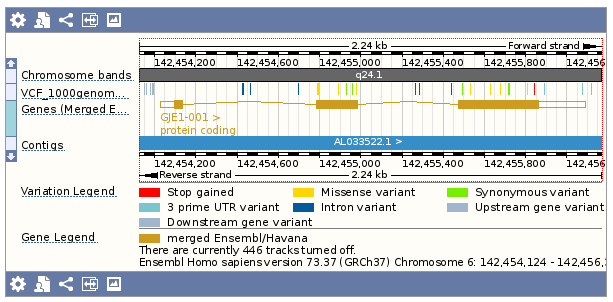 2.24 kb Forward strand
142,454,200 142,454,600 142,455,000 142,455,400 142,455,800 142,456
Chromosome bands q24.1
VCF_1000genom...
Genes (Merged E...
GJE1-001 >
protein coding
Contigs AL033522.1 >
142,454,200 142,454,600 142,455,000 142,455,400 142,455,800 142,456
Reverse strand 2.24 kb
Variation Legend Stop gained Missense variant Synonymous variant
3 prime UTR variant Intron variant Upstream gene variant
Downstream gene variant
Gene Legend merged Ensembl/Havana
There are currently 446 tracks turned off.
Ensembl Homo sapiens version 73.37 (GRCh37) Chromosome 6: 142,454,124 - 142,456,